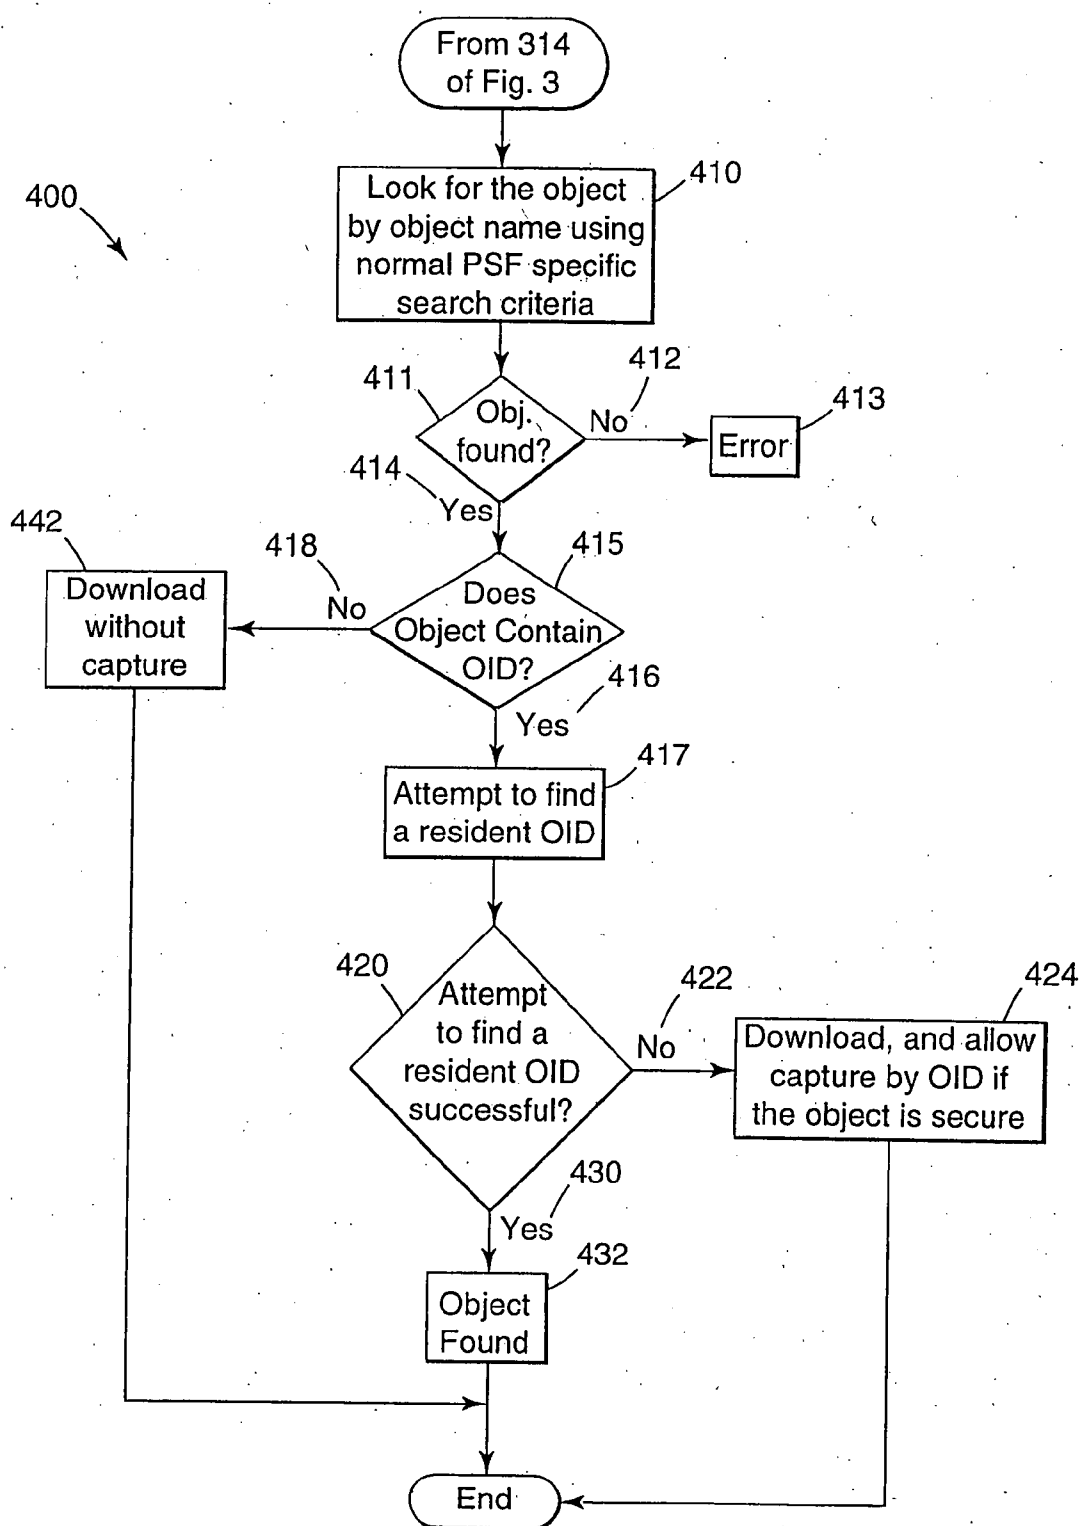 From 314
of Fig. 3
410
Look for the object
by object name using
normal PSF specific
search criteria
400
411
Obj.
found?
412
No
413
Error
414
Yes
442
Download
without
capture
418
No
415
Does
Object Contain
OID?
416
Yes
417
Attempt to find
a resident OID
420
Attempt
to find a
resident OID
successful?
422
No
424
Download, and allow
capture by OID if
the object is secure
430
Yes
432
Object
Found
End